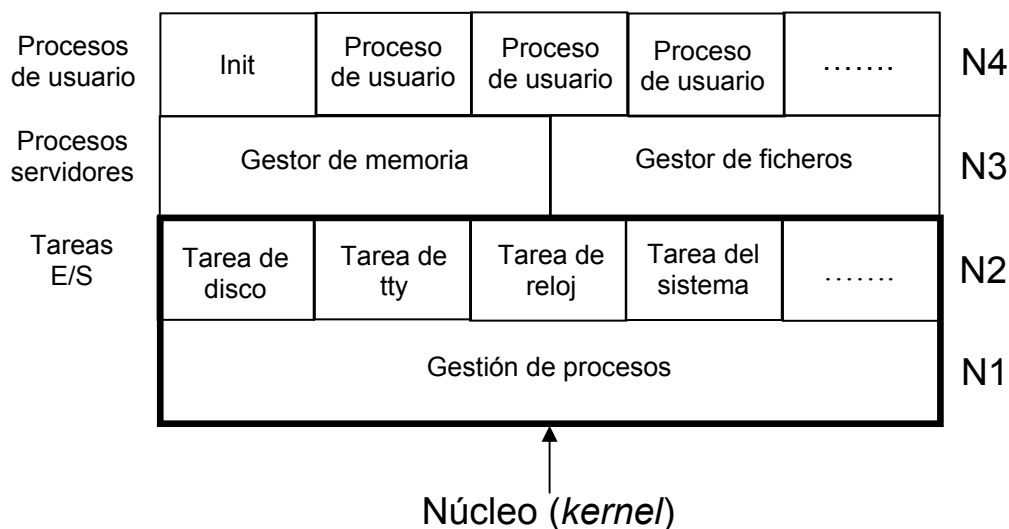 Procesos
de usuario
Init
Proceso
de usuario
Proceso
de usuario
Proceso
de usuario
.......
N4
Procesos
servidores
Gestor de memoria
Gestor de ficheros
N3
Tareas
E/S
Tarea de
disco
Tarea de
tty
Tarea de
reloj
Tarea del
sistema
.......
N2
Gestión de procesos
N1
Núcleo (kernel)